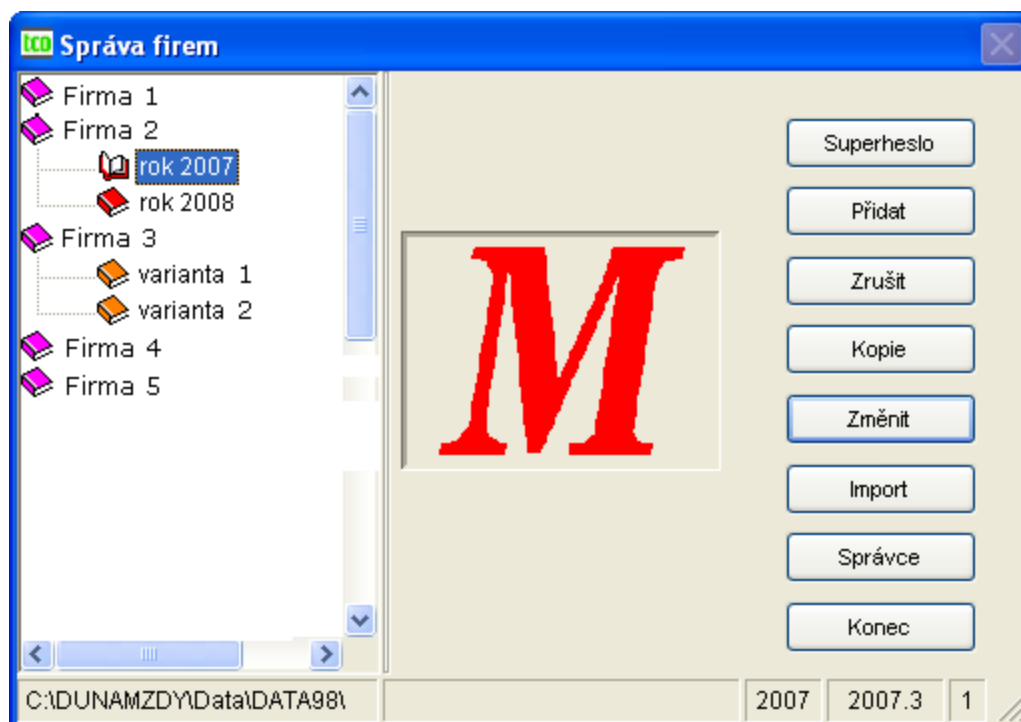 tco Správa firem
Firma 1
Firma 2
rok 2007
rok 2008
Firma 3
varianta 1
varianta 2
Firma 4
Firma 5
M
Superheslo
Přidat
Zrušit
Kopie
Změnit
Import
Správce
Konec
C:\DUNAMZDY\Data\DATA98\ 2007 2007.3 1